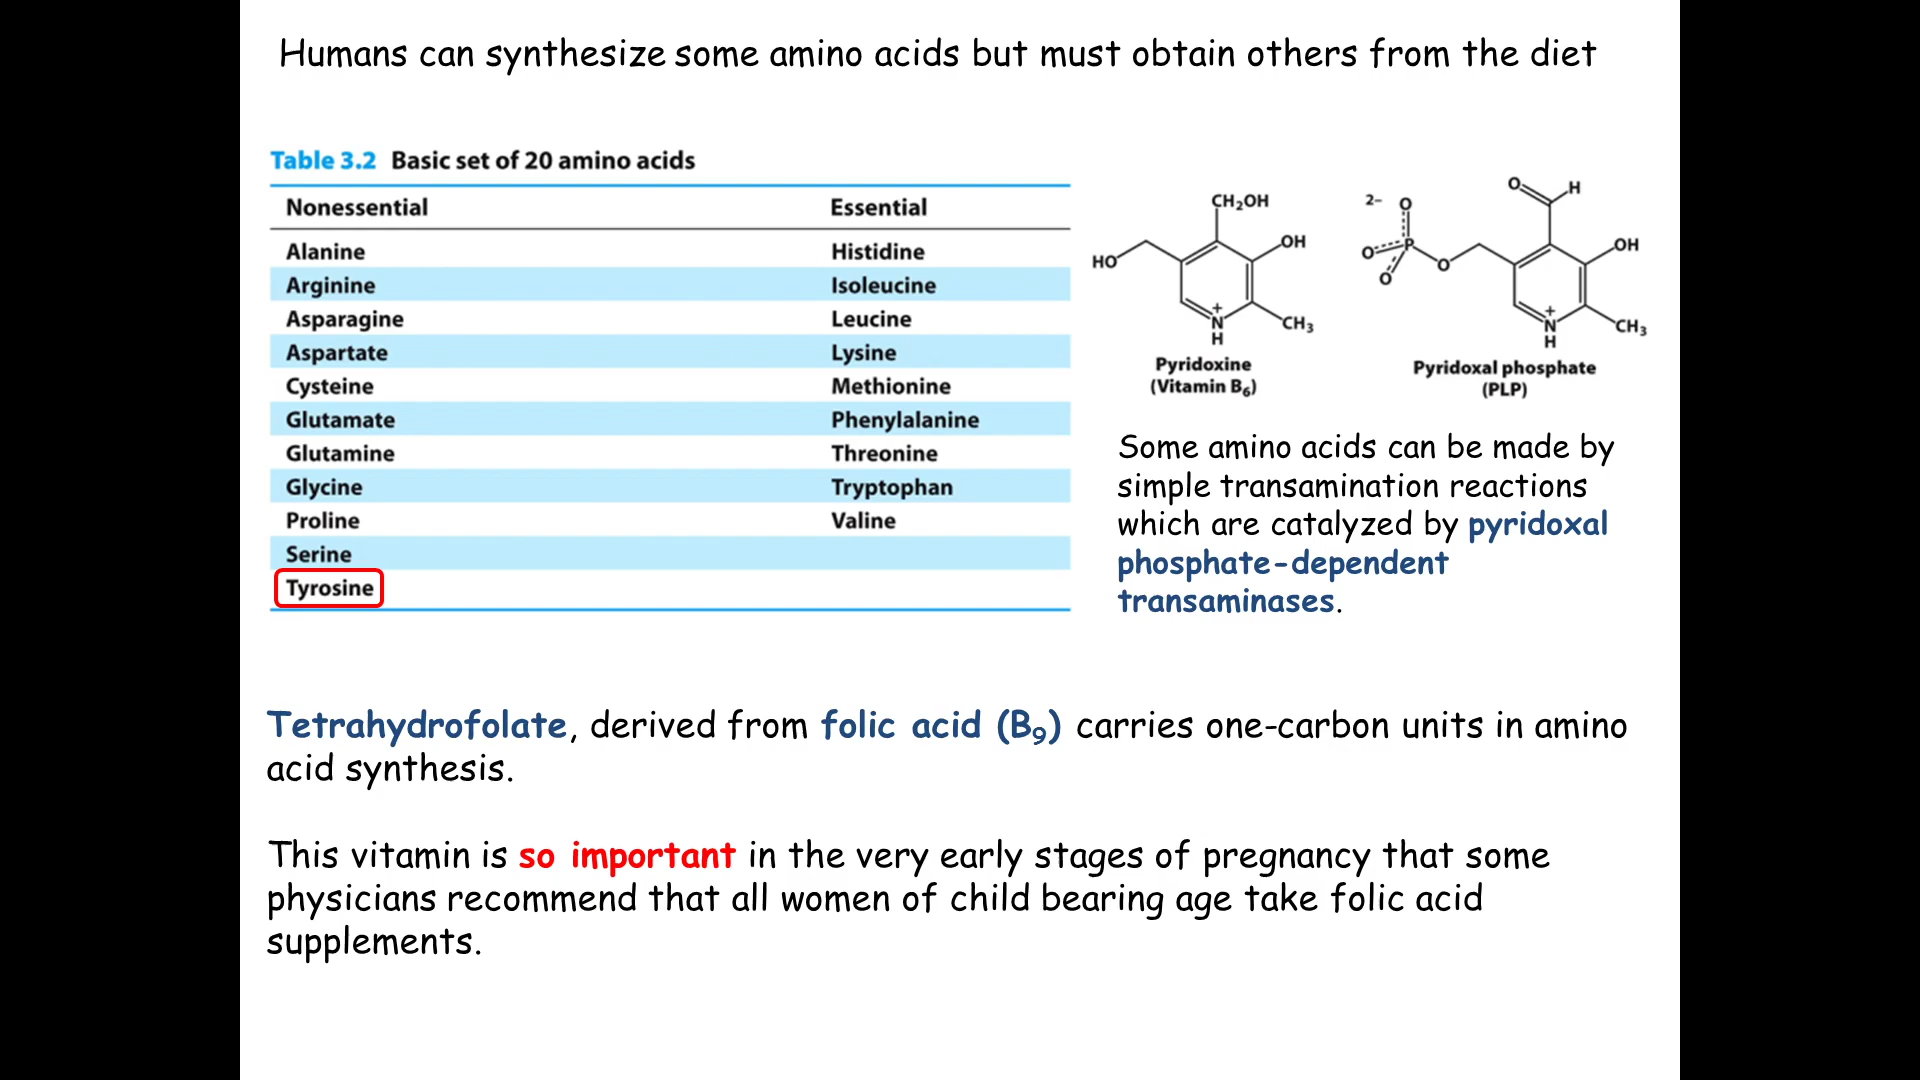 Humans can synthesize some amino acids but must obtain others from the diet
Table 3.2 Basic set of 20 amino acids
Nonessential Essential
Alanine Histidine
Arginine Isoleucine
Asparagine Leucine
Aspartate Lysine
Cysteine Methionine
Glutamate Phenylalanine
Glutamine Threonine
Glycine Tryptophan
Proline Valine
Serine
Tyrosine
CH₂OH
HO
OH
+
N
H
CH₃
Pyridoxine
(Vitamin B₆)
O
H
2–
O
O
P
O
O
OH
+
N
H
CH₃
Pyridoxal phosphate
(PLP)
Some amino acids can be made by
simple transamination reactions
which are catalyzed by pyridoxal
phosphate-dependent
transaminases.
Tetrahydrofolate, derived from folic acid (B₉) carries one-carbon units in amino
acid synthesis.
This vitamin is so important in the very early stages of pregnancy that some
physicians recommend that all women of child bearing age take folic acid
supplements.